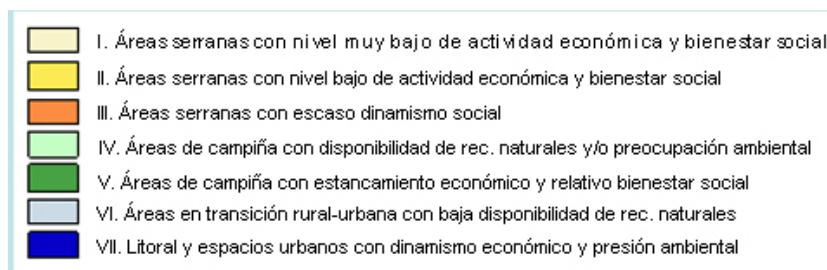 I. Áreas serranas con nivel muy bajo de actividad económica y bienestar social
II. Áreas serranas con nivel bajo de actividad económica y bienestar social
III. Áreas serranas con escaso dinamismo social
IV. Áreas de campiña con disponibilidad de rec. naturales y/o preocupación ambiental
V. Áreas de campiña con estancamiento económico y relativo bienestar social
VI. Áreas en transición rural-urbana con baja disponibilidad de rec. naturales
VII. Litoral y espacios urbanos con dinamismo económico y presión ambiental